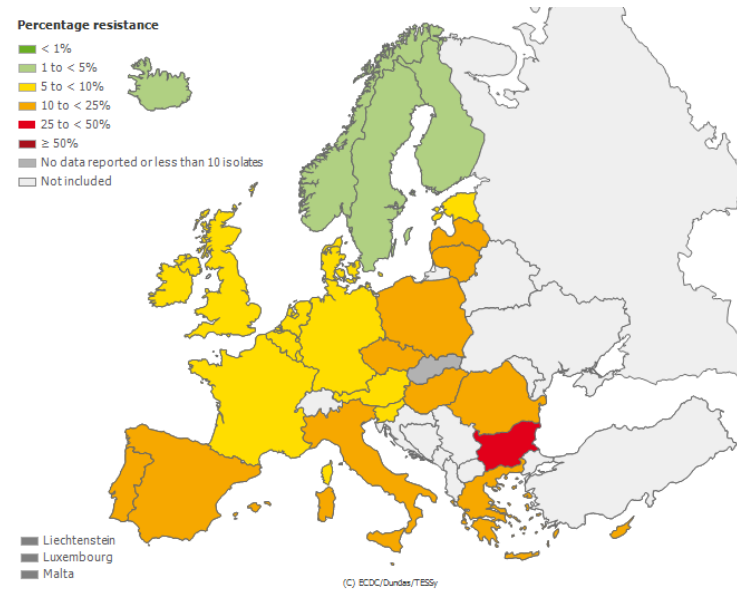 Percentage resistance
< 1%
1 to < 5%
5 to < 10%
10 to < 25%
25 to < 50%
≥ 50%
No data reported or less than 10 isolates
Not included
Liechtenstein
Luxembourg
Malta
(C) ECDC/Dundas/TESSy